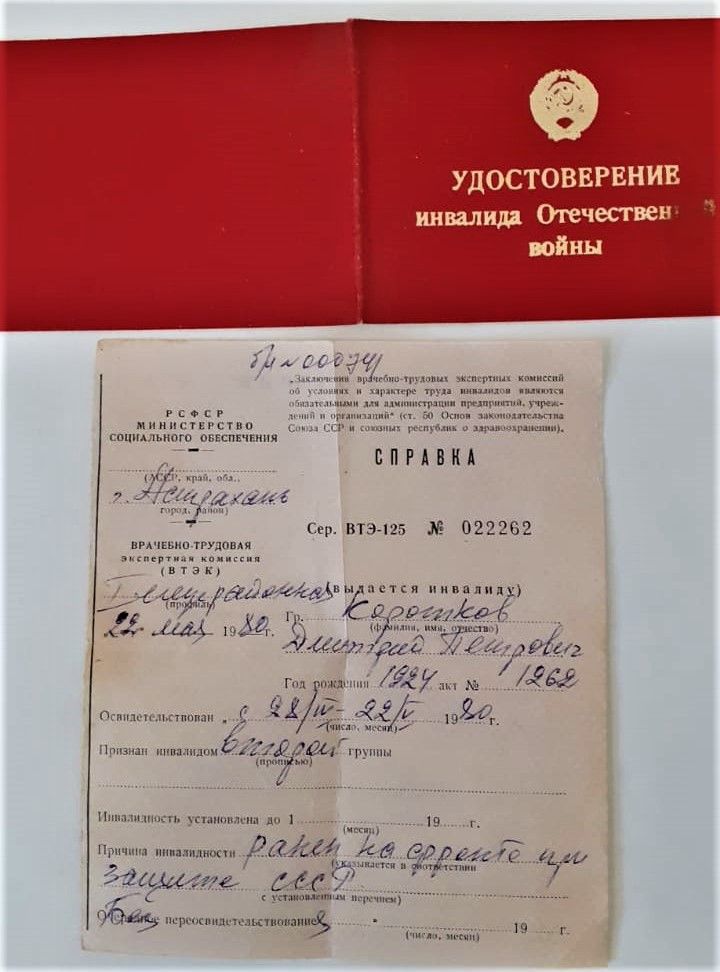 УДОСТОВЕРЕНИЕ
инвалида Отечествен й
войны
б/н № 000741
„Заключения врачебно-трудовых экспертных комиссий
об условиях и характере труда инвалидов являются
обязательными для администрации предприятий, учреж-
дений и организаций“ (ст. 50 Основ законодательства
Союза ССР и союзных республик о здравоохранении).
РСФСР
МИНИСТЕРСТВО
СОЦИАЛЬНОГО ОБЕСПЕЧЕНИЯ
(АССР, край, обл.,
г. Астрахань
город, район)
ВРАЧЕБНО-ТРУДОВАЯ
экспертная комиссия
(ВТЭК)
I межрайонная
(профиль)
22 мая 1980 г.
СПРАВКА
Сер. ВТЭ-125 № 022262
(выдается инвалиду)
Гр. Коротков
(фамилия, имя, отчество)
Дмитрий Петрович
Год рождения 1924 акт № 1262
Освидетельствован „ с 28/IV - 22/V 1980 г.
(число, месяц)
Признан инвалидом второй группы
(прописью)
Инвалидность установлена до 1 19 г.
(месяц)
Причина инвалидности ранен на фронте при
(указывается в соответствии
защите СССР
с установленным перечнем)
Без переосвидетельствования " 19 г.
(число, месяц)